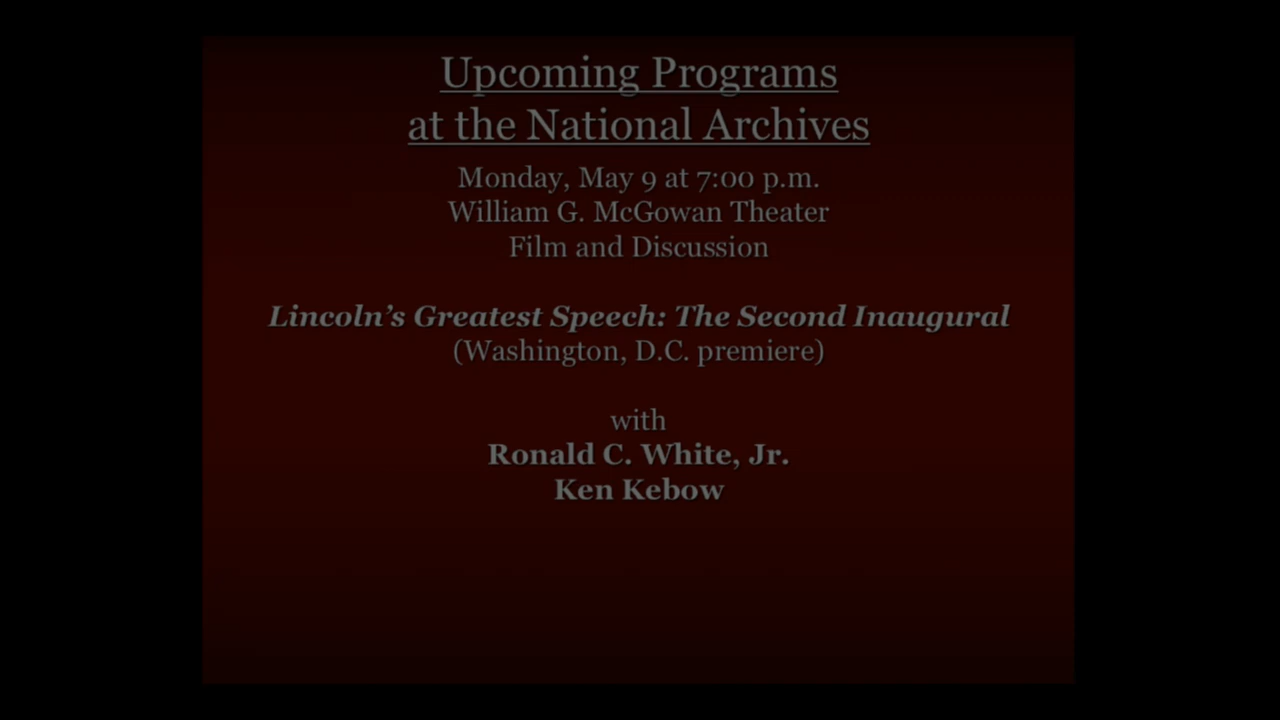 Upcoming Programs
at the National Archives
Monday, May 9 at 7:00 p.m.
William G. McGowan Theater
Film and Discussion
Lincoln’s Greatest Speech: The Second Inaugural
(Washington, D.C. premiere)
with
Ronald C. White, Jr.
Ken Kebow